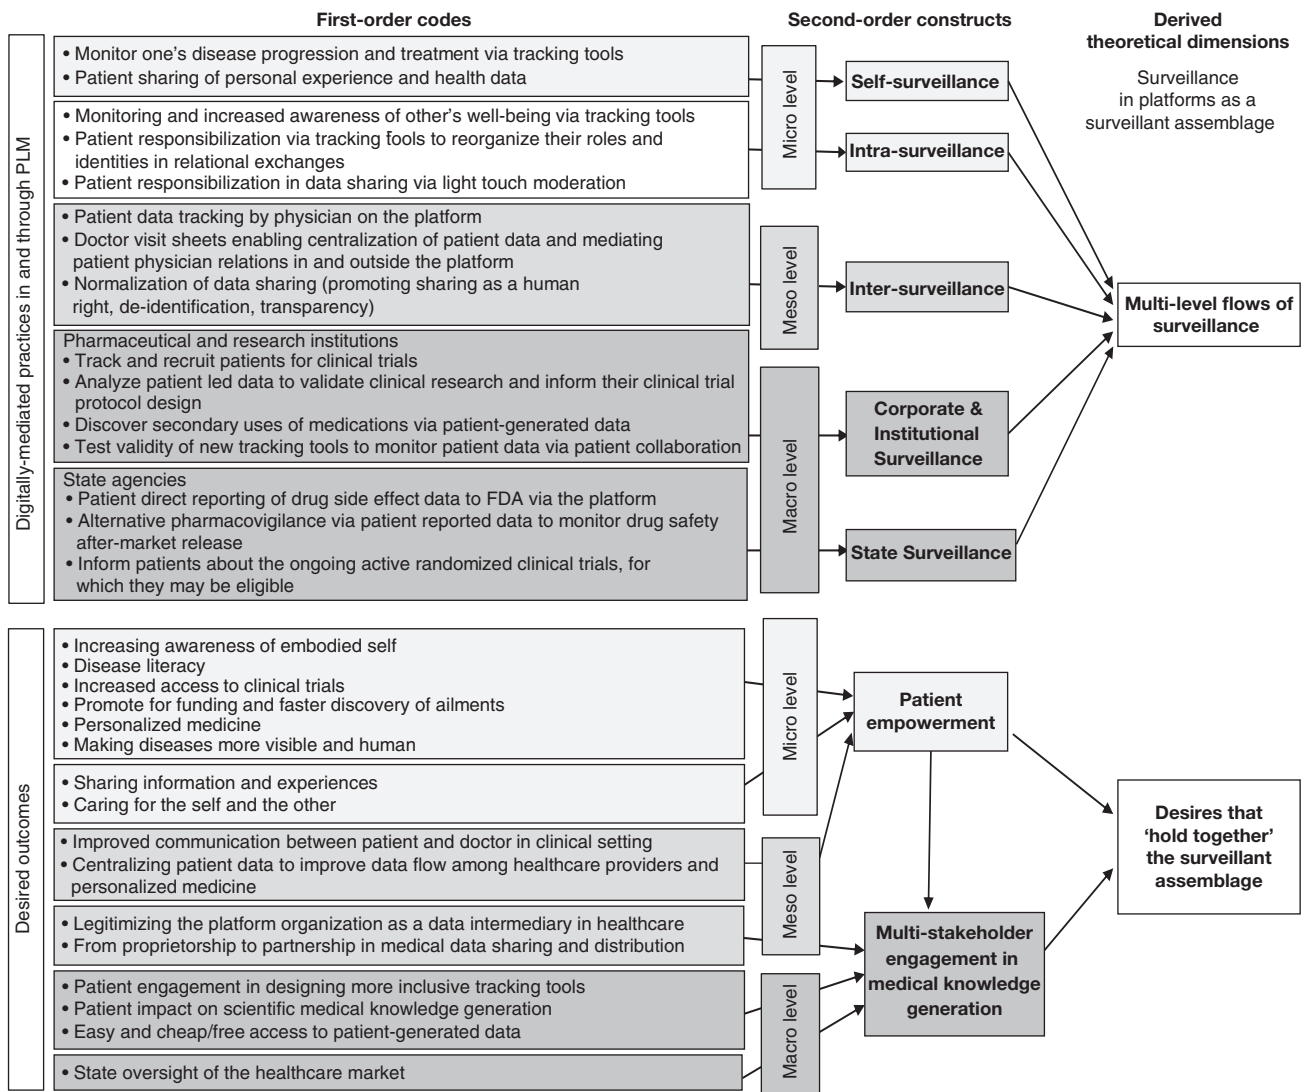 First-order codes
Second-order constructs
Derived
theoretical dimensions
Surveillance
in platforms as a
surveillant assemblage
Digitally-mediated practices in and through PLM
• Monitor one's disease progression and treatment via tracking tools
• Patient sharing of personal experience and health data
• Monitoring and increased awareness of other's well-being via tracking tools
• Patient responsibilization via tracking tools to reorganize their roles and
identities in relational exchanges
• Patient responsibilization in data sharing via light touch moderation
• Patient data tracking by physician on the platform
• Doctor visit sheets enabling centralization of patient data and mediating
patient physician relations in and outside the platform
• Normalization of data sharing (promoting sharing as a human
right, de-identification, transparency)
Pharmaceutical and research institutions
• Track and recruit patients for clinical trials
• Analyze patient led data to validate clinical research and inform their clinical trial
protocol design
• Discover secondary uses of medications via patient-generated data
• Test validity of new tracking tools to monitor patient data via patient collaboration
State agencies
• Patient direct reporting of drug side effect data to FDA via the platform
• Alternative pharmacovigilance via patient reported data to monitor drug safety
after-market release
• Inform patients about the ongoing active randomized clinical trials, for
which they may be eligible
Micro level
Meso level
Macro level
Self-surveillance
Intra-surveillance
Inter-surveillance
Corporate &
Institutional
Surveillance
State Surveillance
Multi-level flows of
surveillance
Desired outcomes
• Increasing awareness of embodied self
• Disease literacy
• Increased access to clinical trials
• Promote for funding and faster discovery of ailments
• Personalized medicine
• Making diseases more visible and human
• Sharing information and experiences
• Caring for the self and the other
• Improved communication between patient and doctor in clinical setting
• Centralizing patient data to improve data flow among healthcare providers and
personalized medicine
• Legitimizing the platform organization as a data intermediary in healthcare
• From proprietorship to partnership in medical data sharing and distribution
• Patient engagement in designing more inclusive tracking tools
• Patient impact on scientific medical knowledge generation
• Easy and cheap/free access to patient-generated data
• State oversight of the healthcare market
Micro level
Meso level
Macro level
Patient
empowerment
Multi-stakeholder
engagement in
medical knowledge
generation
Desires that
'hold together'
the surveillant
assemblage